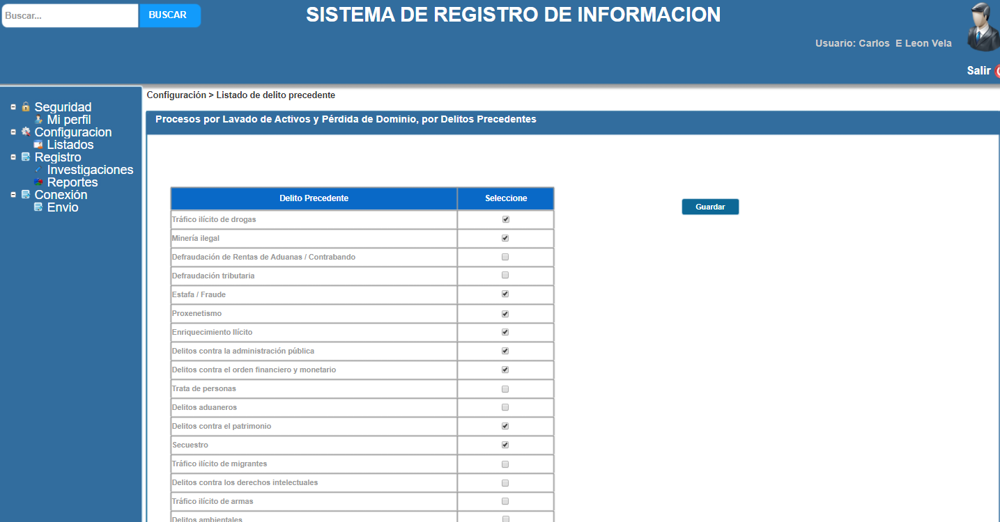 Buscar...
BUSCAR
SISTEMA DE REGISTRO DE INFORMACION
Usuario: Carlos E Leon Vela
Salir
Seguridad
Mi perfil
Configuracion
Listados
Registro
Investigaciones
Reportes
Conexión
Envio
Configuración > Listado de delito precedente
Procesos por Lavado de Activos y Pérdida de Dominio, por Delitos Precedentes
Delito Precedente Seleccione
Guardar
Tráfico ilícito de drogas
Minería ilegal
Defraudación de Rentas de Aduanas / Contrabando
Defraudación tributaria
Estafa / Fraude
Proxenetismo
Enriquecimiento Ilícito
Delitos contra la administración pública
Delitos contra el orden financiero y monetario
Trata de personas
Delitos aduaneros
Delitos contra el patrimonio
Secuestro
Tráfico ilícito de migrantes
Delitos contra los derechos intelectuales
Tráfico ilícito de armas
Delitos ambientales